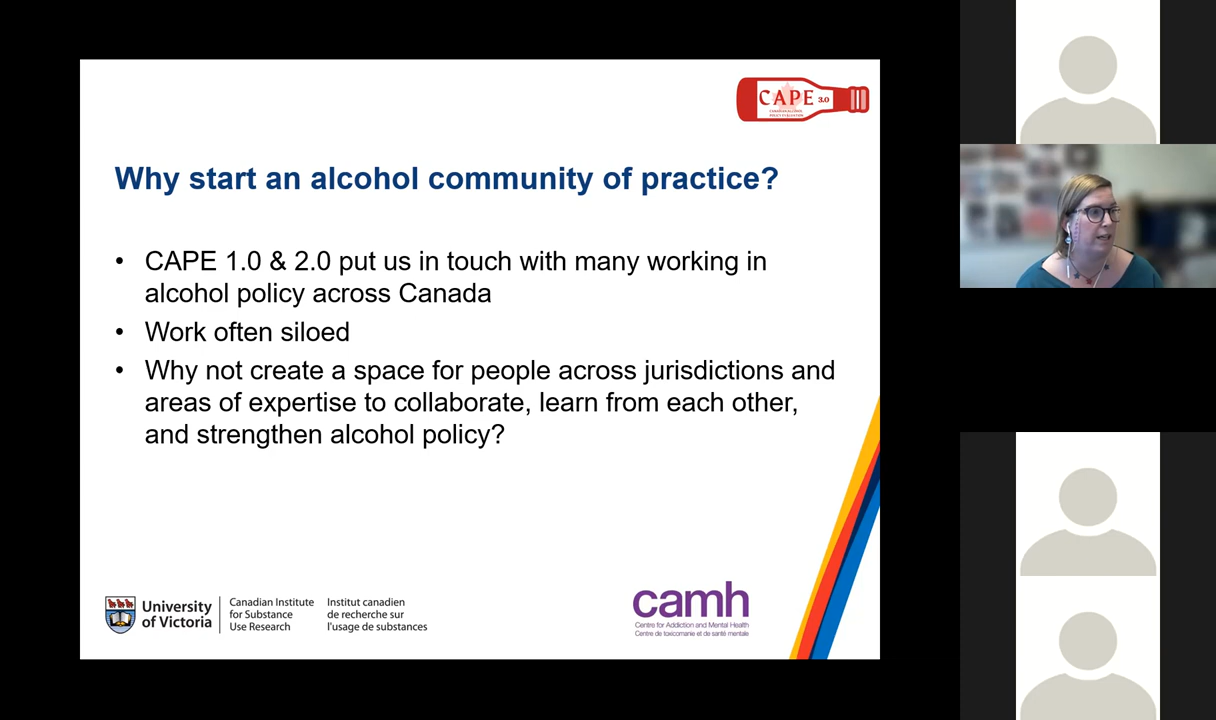 CAPE 3.0
CANADIAN ALCOHOL
POLICY EVALUATION
Why start an alcohol community of practice?
• CAPE 1.0 & 2.0 put us in touch with many working in
alcohol policy across Canada
• Work often siloed
• Why not create a space for people across jurisdictions and
areas of expertise to collaborate, learn from each other,
and strengthen alcohol policy?
University
of Victoria
Canadian Institute
for Substance
Use Research
Institut canadien
de recherche sur
l'usage de substances
camh
Centre for Addiction and Mental Health
Centre de toxicomanie et de santé mentale